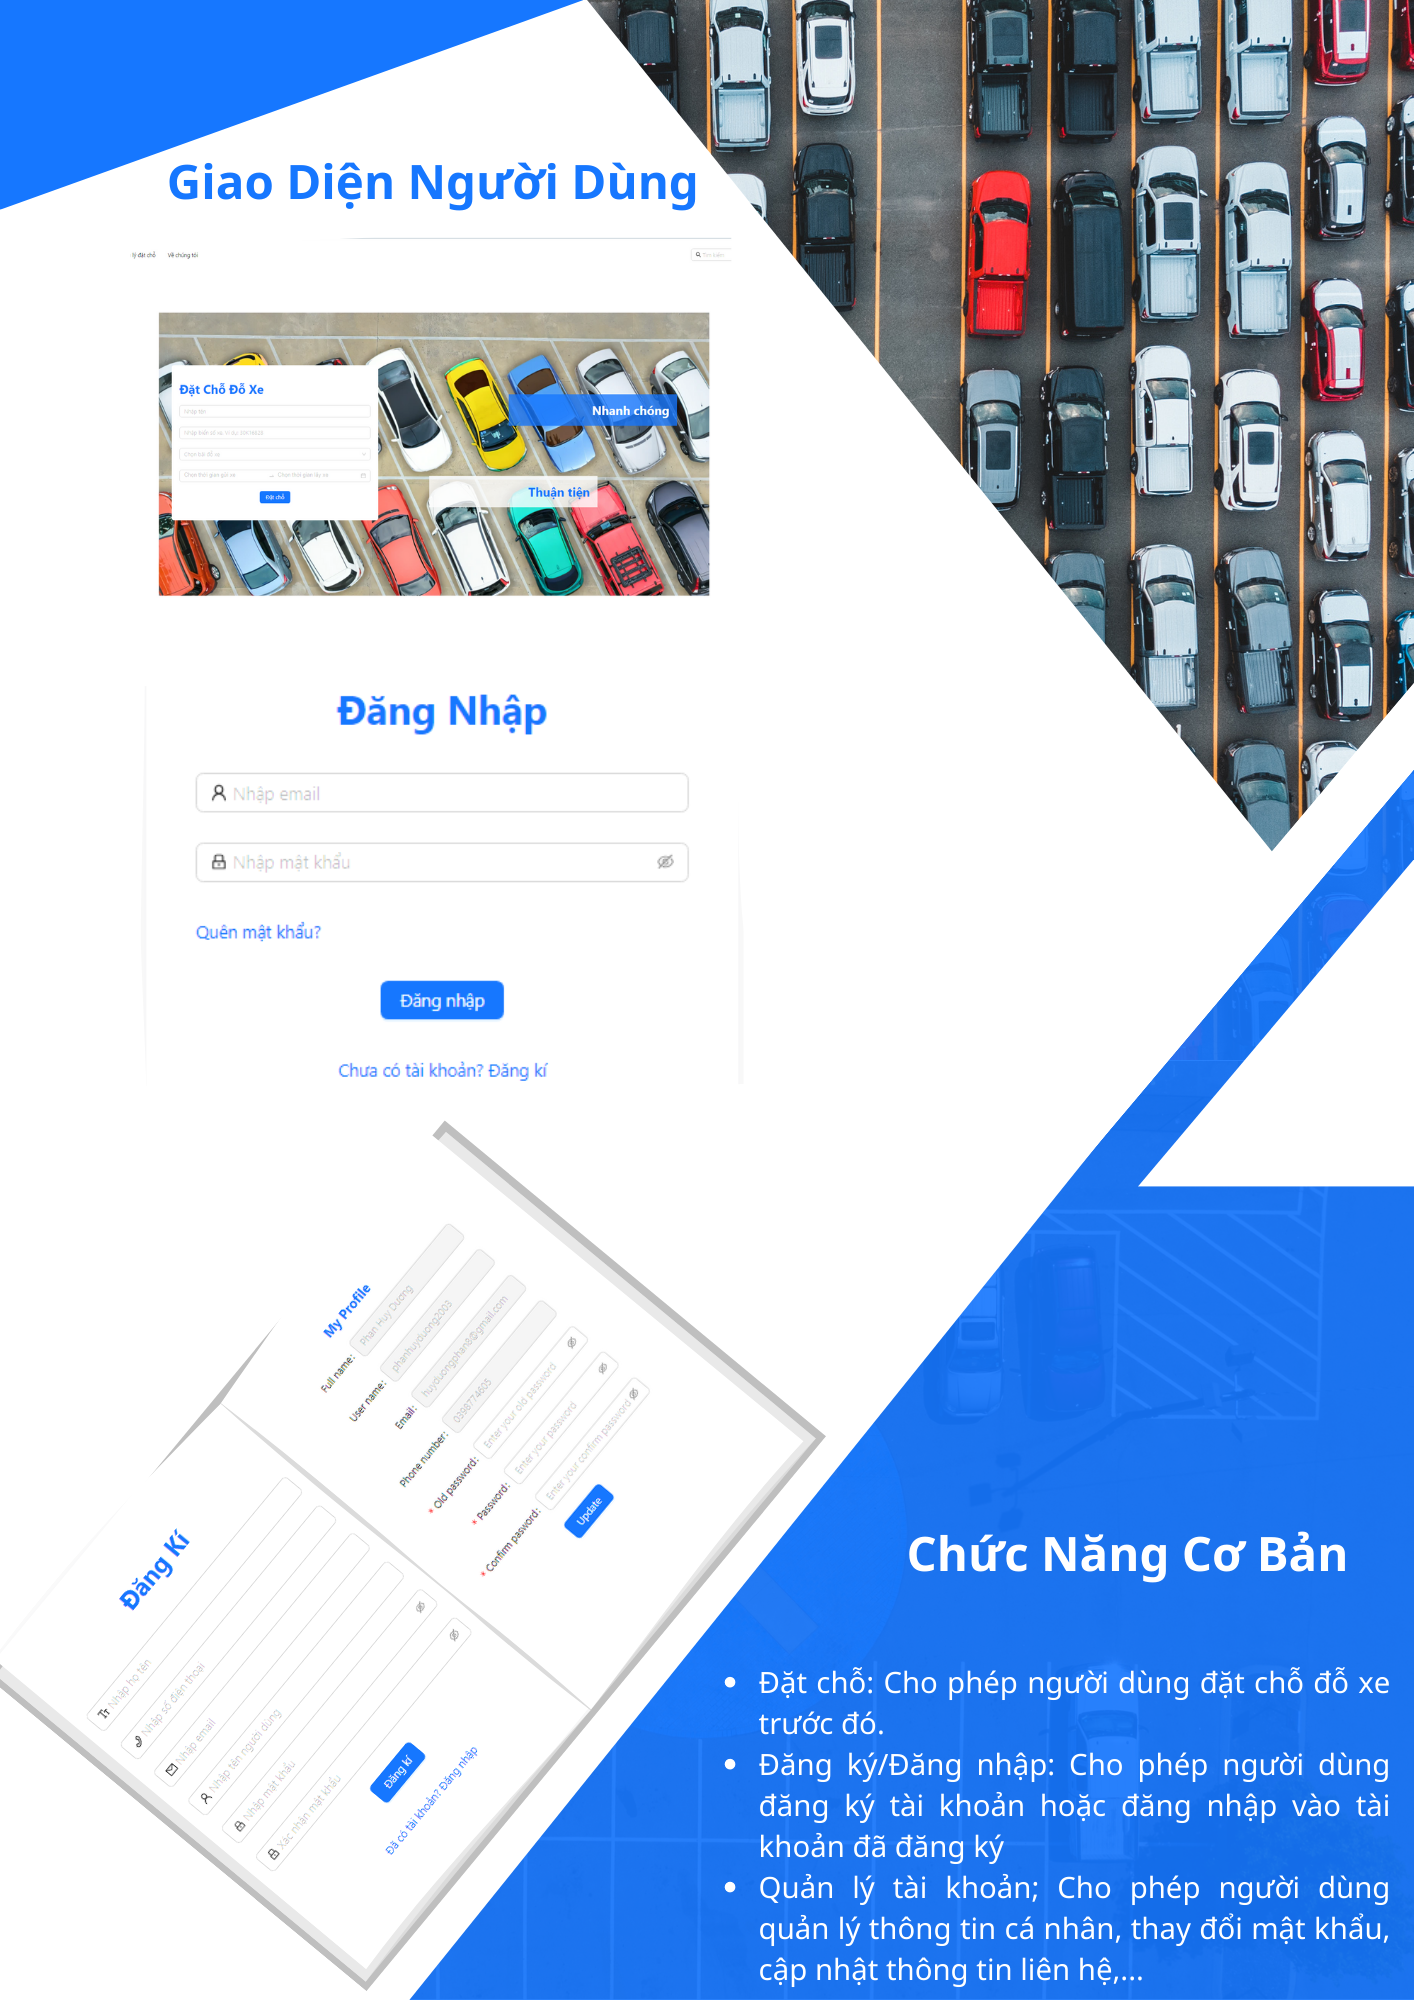 Giao Diện Người Dùng
lý đặt chỗ Về chúng tôi
Tìm kiếm
Đặt Chỗ Đỗ Xe
Nhập tên
Chọn bãi đỗ xe
Chọn thời gian gửi xe → Chọn thời gian lấy xe
Đặt chỗ
Nhanh chóng
Thuận tiện
Đăng Nhập
Nhập email
Nhập mật khẩu
Quên mật khẩu?
Đăng nhập
Chưa có tài khoản? Đăng kí
My Profile
Full name: Phan Huy Dương
User name: phanhuyduong2003
Email: huyduongphan8@gmail.com
Phone number: 0398774605
* Old password: Enter your old password
* Password: Enter your password
* Confirm pasword: Enter your confirm password
Update
Đăng Kí
Nhập họ tên
Nhập số điện thoại
Nhập email
Nhập tên người dùng
Nhập mật khẩu
Xác nhận mật khẩu
Đăng kí
Đã có tài khoản? Đăng nhập
Chức Năng Cơ Bản
• Đặt chỗ: Cho phép người dùng đặt chỗ đỗ xe
trước đó.
• Đăng ký/Đăng nhập: Cho phép người dùng
đăng ký tài khoản hoặc đăng nhập vào tài
khoản đã đăng ký
• Quản lý tài khoản; Cho phép người dùng
quản lý thông tin cá nhân, thay đổi mật khẩu,
cập nhật thông tin liên hệ,...